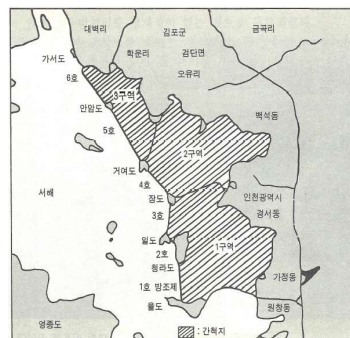 대벽리
김포군
금곡리
가서도
학운리
검단면
6호
오유리
3구역
안암도
백석동
5호
2구역
거여도
4호
인천광역시
장도
경서동
서해
3호
일도
1구역
2호
청라도
가정동
1호 방조제
율도
원창동
영종도
: 간척지